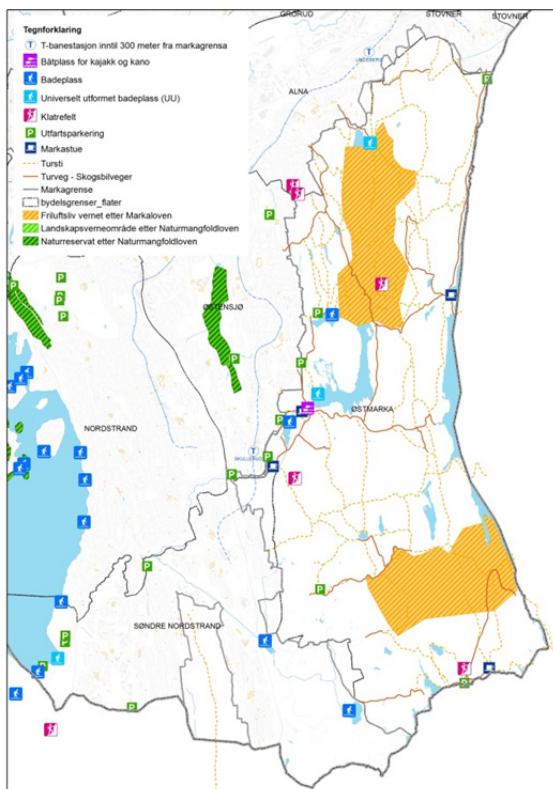 GRORUD
STOVNER
STOVNER
Tegnforklaring
T T-banestasjon inntil 300 meter fra markagrensa
Båtplass for kajakk og kano
Badeplass
Universelt utformet badeplass (UU)
Klatrefelt
P Utfartsparkering
Markastue
Tursti
Turveg - Skogsbilveger
Markagrense
bydelsgrenser_flater
Friluftsliv vernet etter Markaloven
Landskapsverneområde etter Naturmangfoldloven
Naturreservat etter Naturmangfoldloven
T
LINDEBERG
ALNA
ØSTENSJØ
ØSTMARKA
NORDSTRAND
T
SKULLERUD
SØNDRE NORDSTRAND